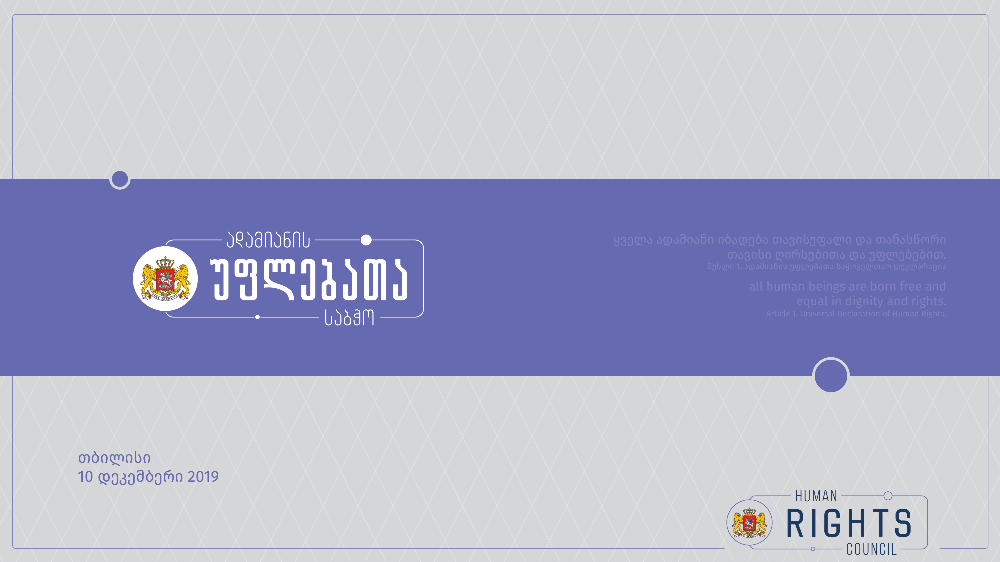 ადამიანის
უფლებათა
საბჭო
ყველა ადამიანი იბადება თავისუფალი და თანასწორი
თავისი ღირსებითა და უფლებებით.
მუხლი 1. ადამიანის უფლებათა საყოველთაო დეკლარაცია
all human beings are born free and
equal in dignity and rights.
Article 1. Universal Declaration of Human Rights.
თბილისი
10 დეკემბერი 2019
HUMAN
RIGHTS
COUNCIL